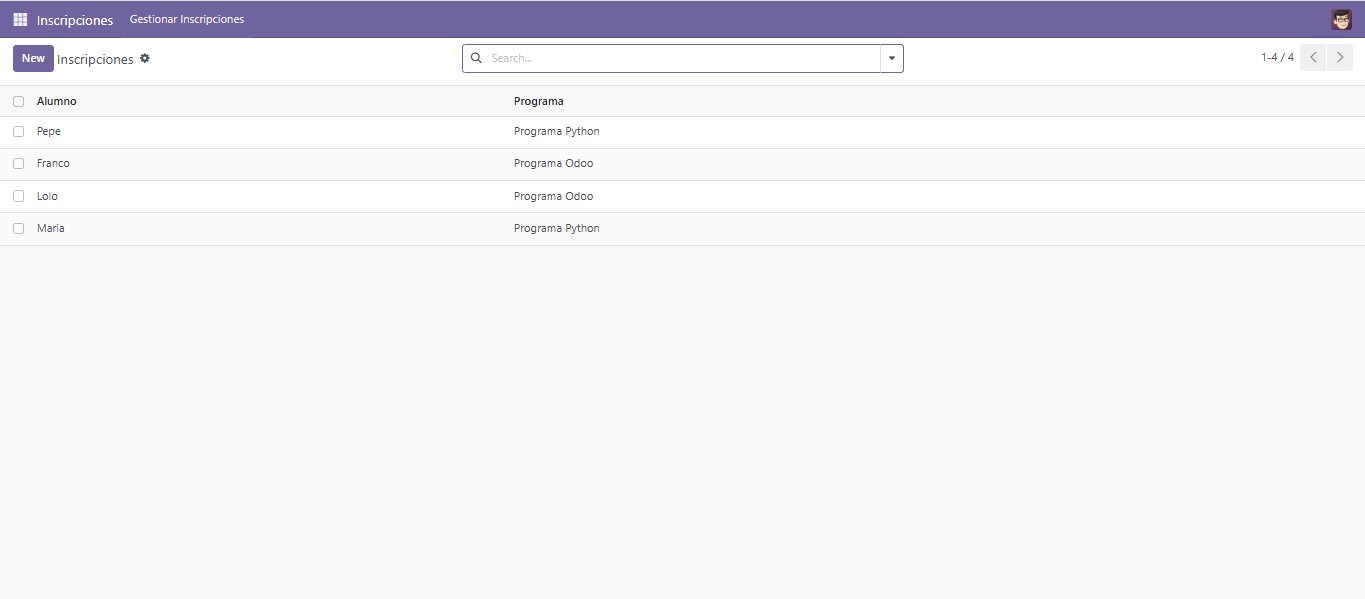 Inscripciones Gestionar Inscripciones
New Inscripciones Search... 1-4 / 4
Alumno Programa
Pepe Programa Python
Franco Programa Odoo
Lolo Programa Odoo
Maria Programa Python